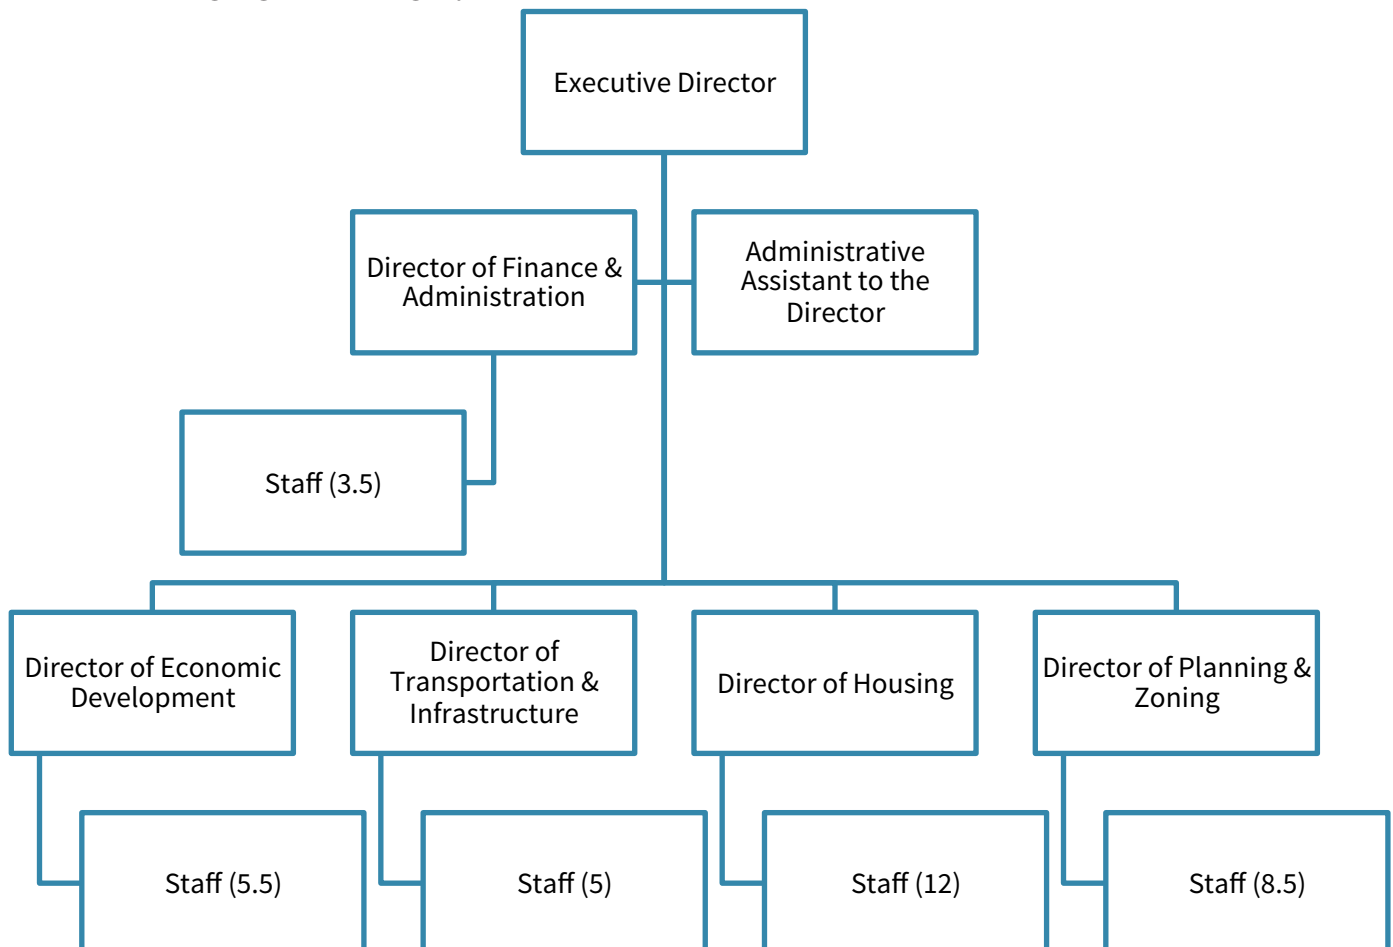 Executive Director
Director of Finance &
Administration
Administrative
Assistant to the
Director
Staff (3.5)
Director of Economic
Development
Director of
Transportation &
Infrastructure
Director of Housing
Director of Planning &
Zoning
Staff (5.5)
Staff (5)
Staff (12)
Staff (8.5)